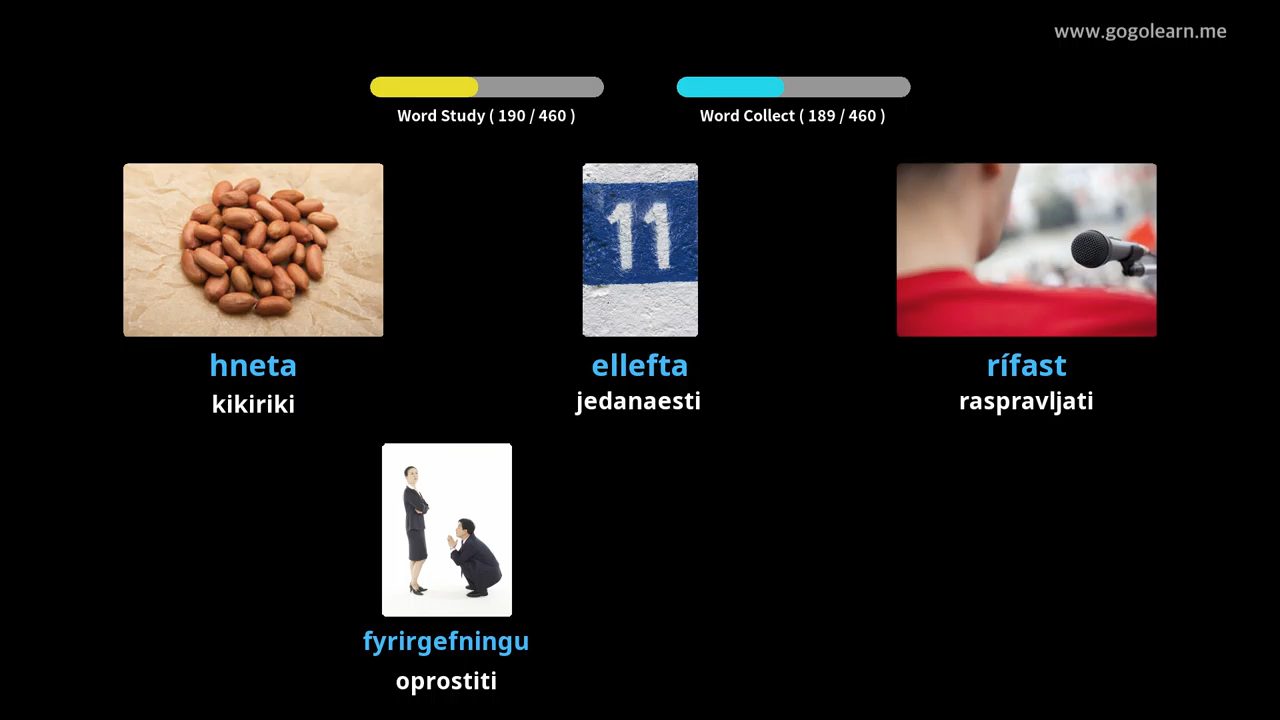 www.gogolearn.me
Word Study ( 190 / 460 )
Word Collect ( 189 / 460 )
11
hneta
ellefta
rífast
kikiriki
jedanaesti
raspravljati
fyrirgefningu
oprostiti